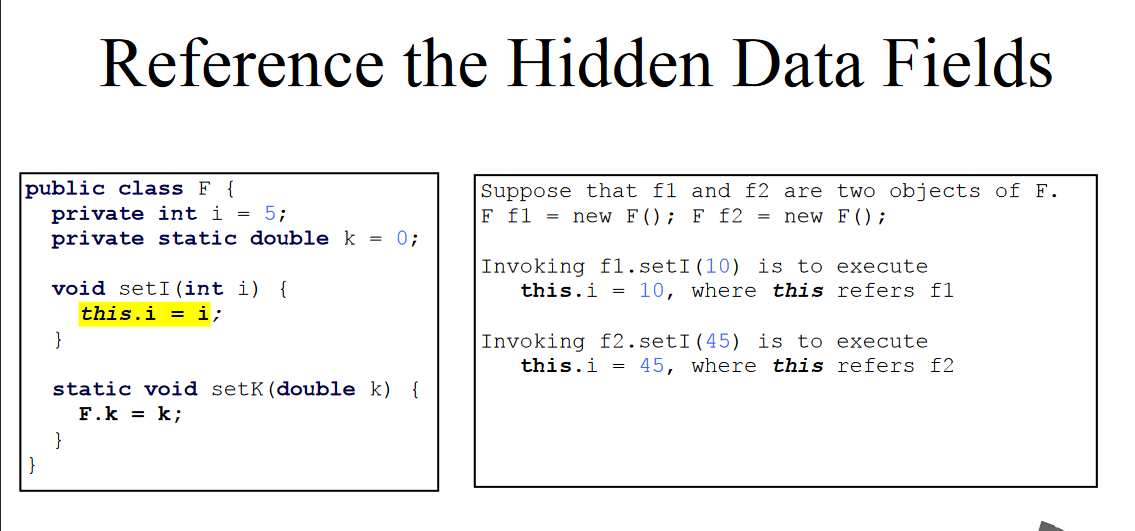 Reference the Hidden Data Fields
public class F {
private int i = 5;
private static double k = 0;
void setI(int i) {
this.i = i;
}
static void setK(double k) {
F.k = k;
}
}
Suppose that f1 and f2 are two objects of F.
F f1 = new F(); F f2 = new F();
Invoking f1.setI(10) is to execute
this.i = 10, where this refers f1
Invoking f2.setI(45) is to execute
this.i = 45, where this refers f2